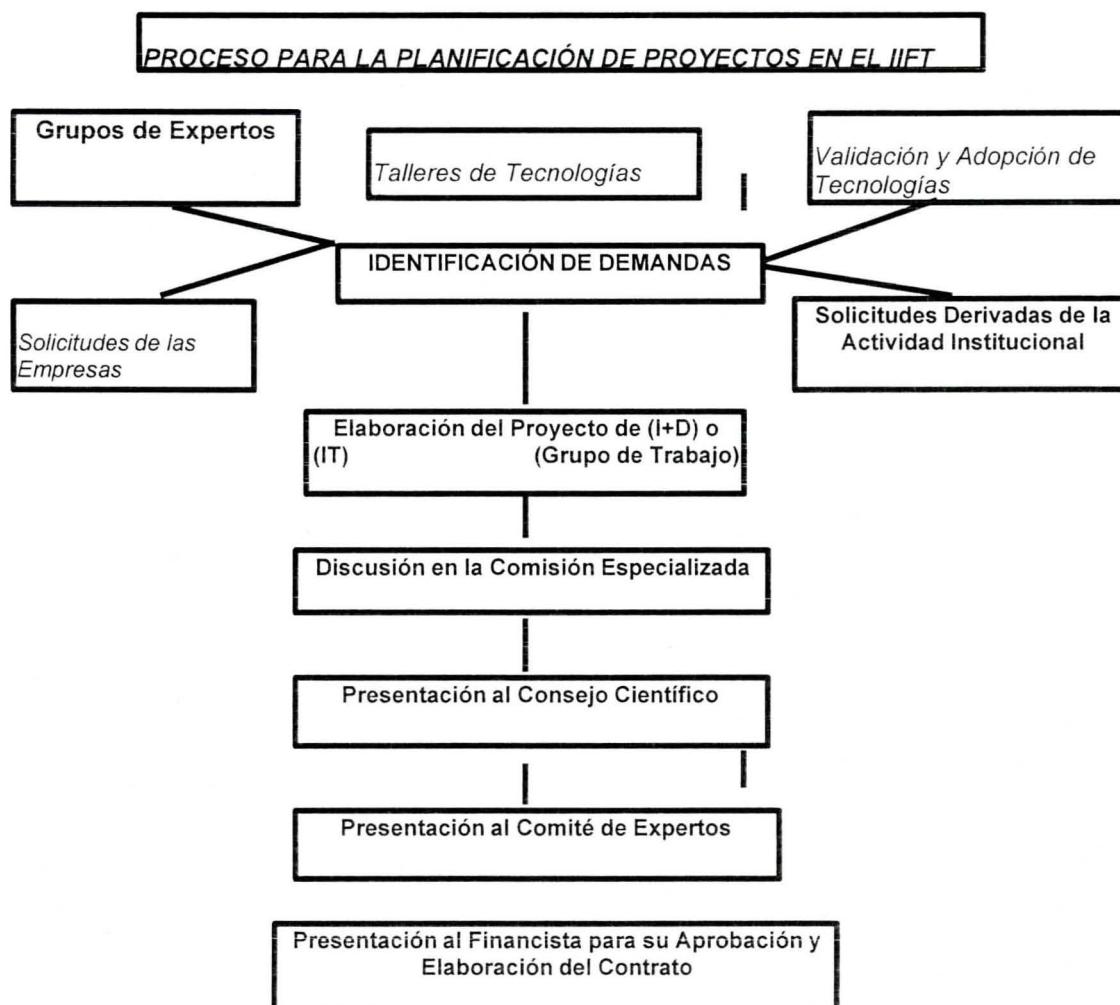 PROCESO PARA LA PLANIFICACIÓN DE PROYECTOS EN EL IIFT
Grupos de Expertos
Talleres de Tecnologías
Validación y Adopción de
Tecnologías
IDENTIFICACIÓN DE DEMANDAS
Solicitudes de las
Empresas
Solicitudes Derivadas de la
Actividad Institucional
Elaboración del Proyecto de (I+D) o
(IT) (Grupo de Trabajo)
Discusión en la Comisión Especializada
Presentación al Consejo Científico
Presentación al Comité de Expertos
Presentación al Financista para su Aprobación y
Elaboración del Contrato